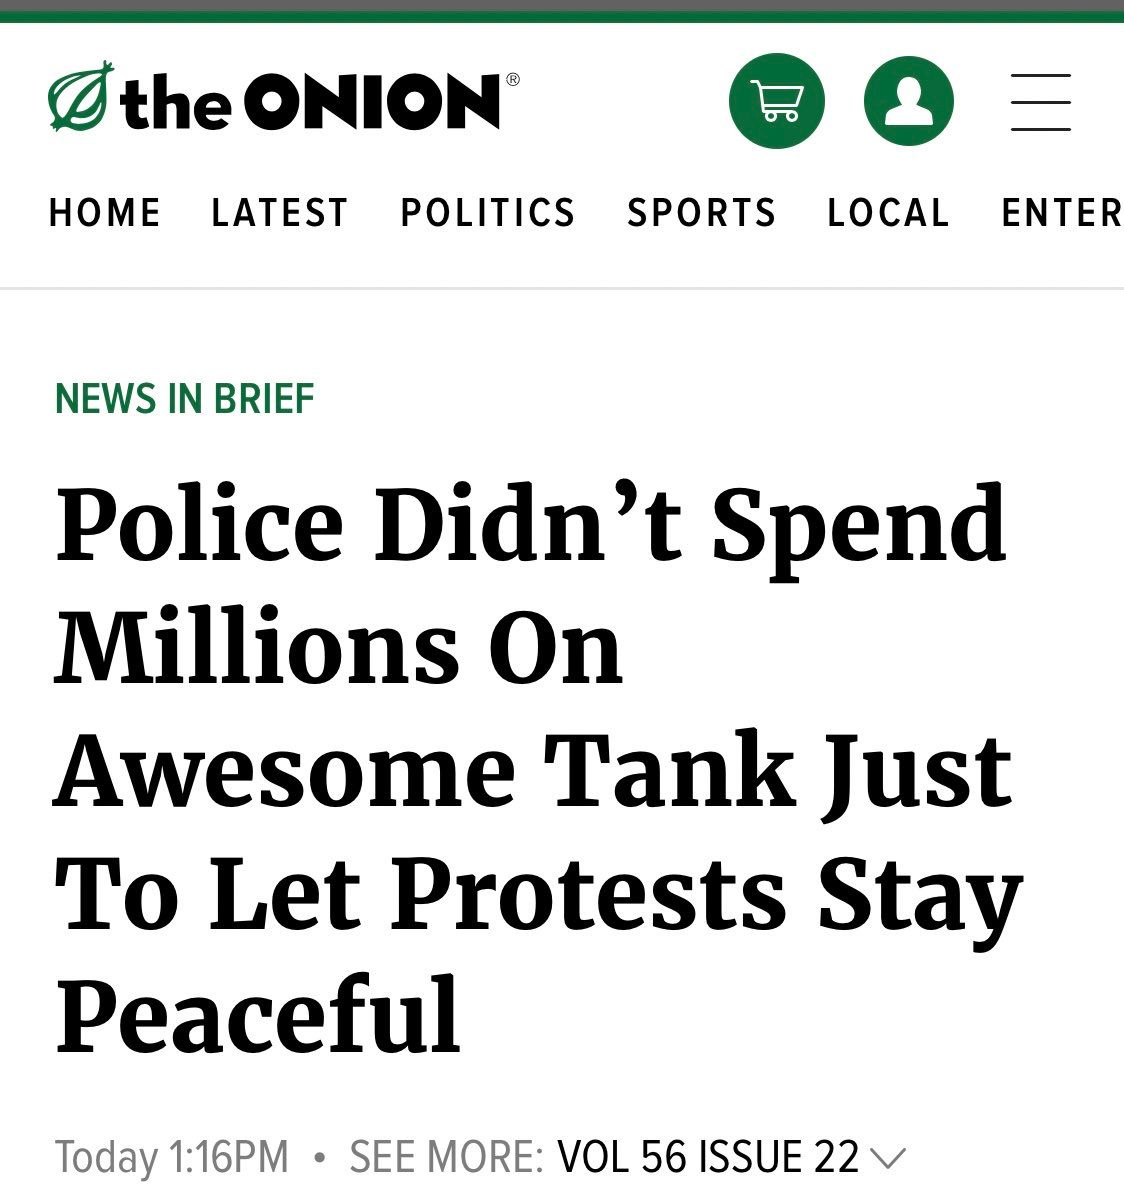 the ONION®
HOME LATEST POLITICS SPORTS LOCAL ENTER
NEWS IN BRIEF
Police Didn’t Spend
Millions On
Awesome Tank Just
To Let Protests Stay
Peaceful
Today 1:16PM • SEE MORE: VOL 56 ISSUE 22